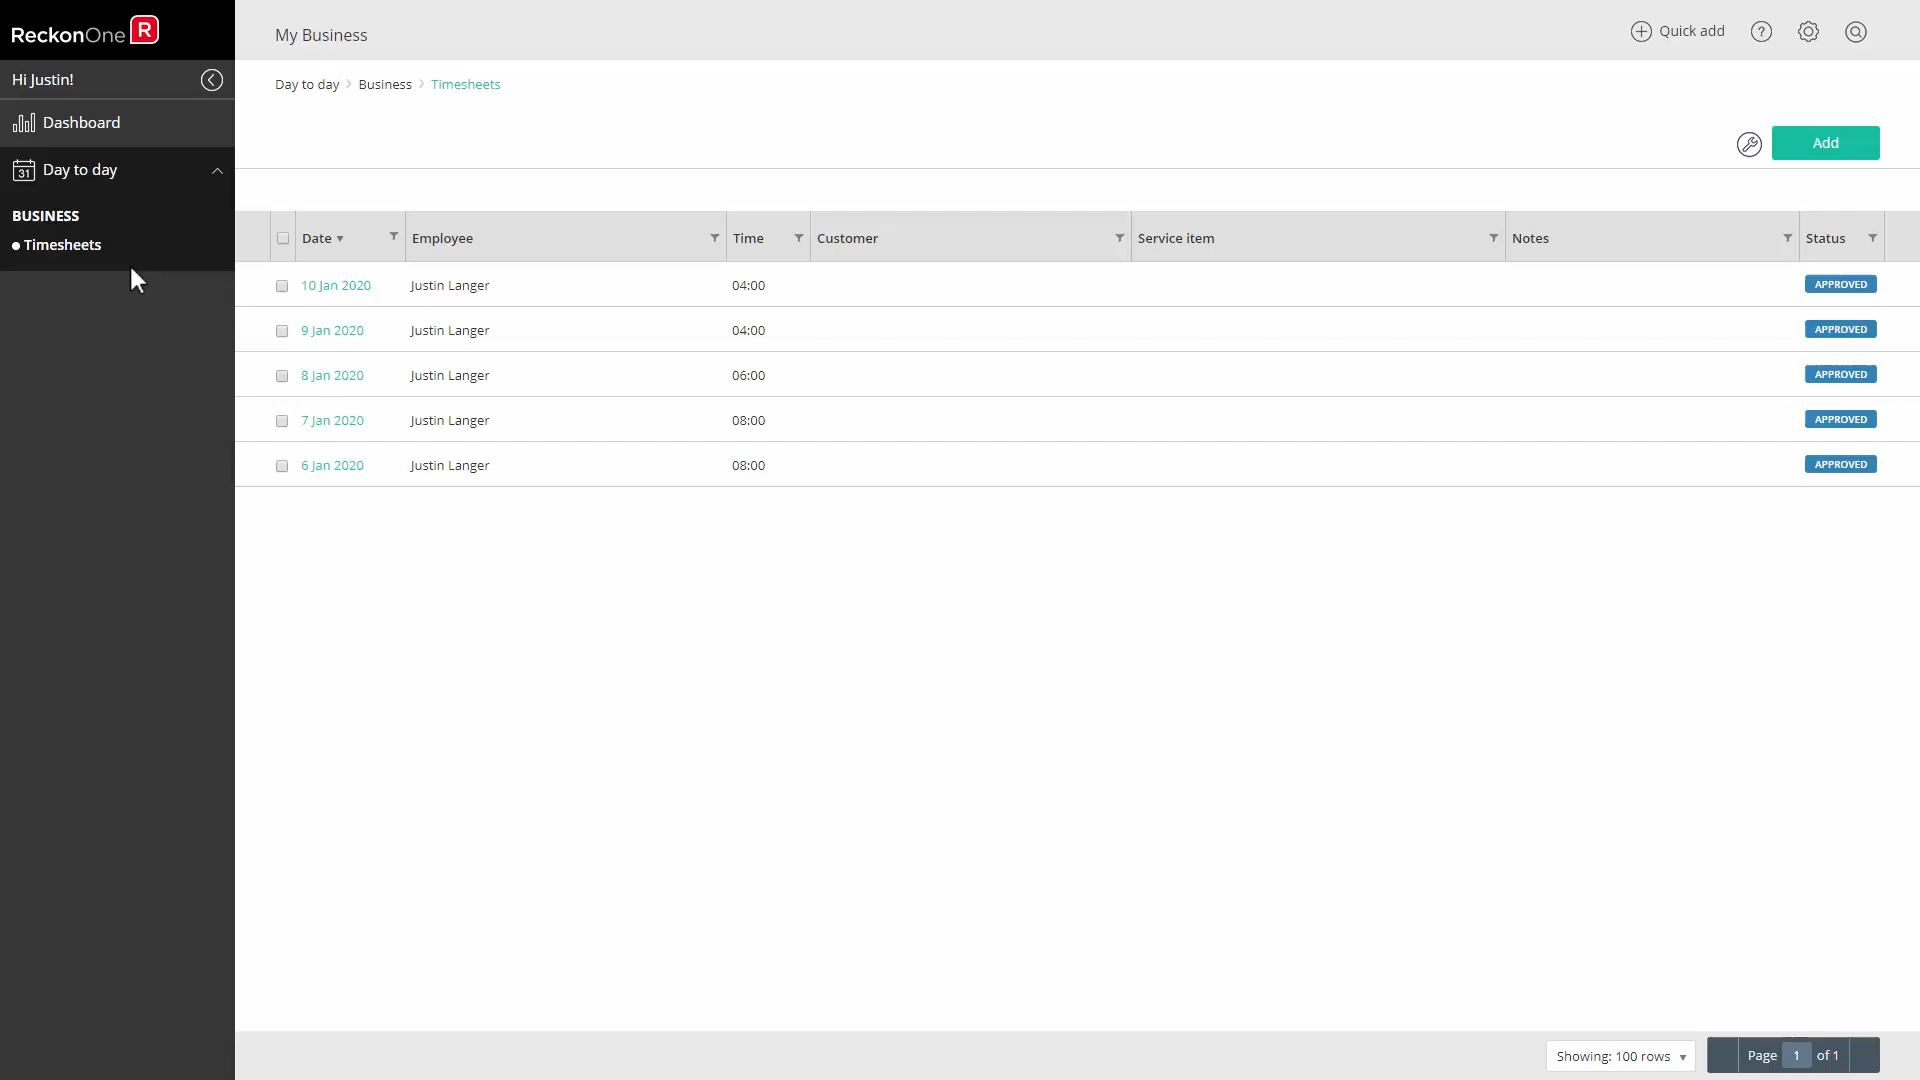 ReckonOne R
My Business
Quick add
?
Hi Justin!
Day to day > Business > Timesheets
Dashboard
Add
31 Day to day
BUSINESS
Timesheets
Date Employee Time Customer Service item Notes Status
10 Jan 2020 Justin Langer 04:00 APPROVED
9 Jan 2020 Justin Langer 04:00 APPROVED
8 Jan 2020 Justin Langer 06:00 APPROVED
7 Jan 2020 Justin Langer 08:00 APPROVED
6 Jan 2020 Justin Langer 08:00 APPROVED
Showing: 100 rows Page 1 of 1